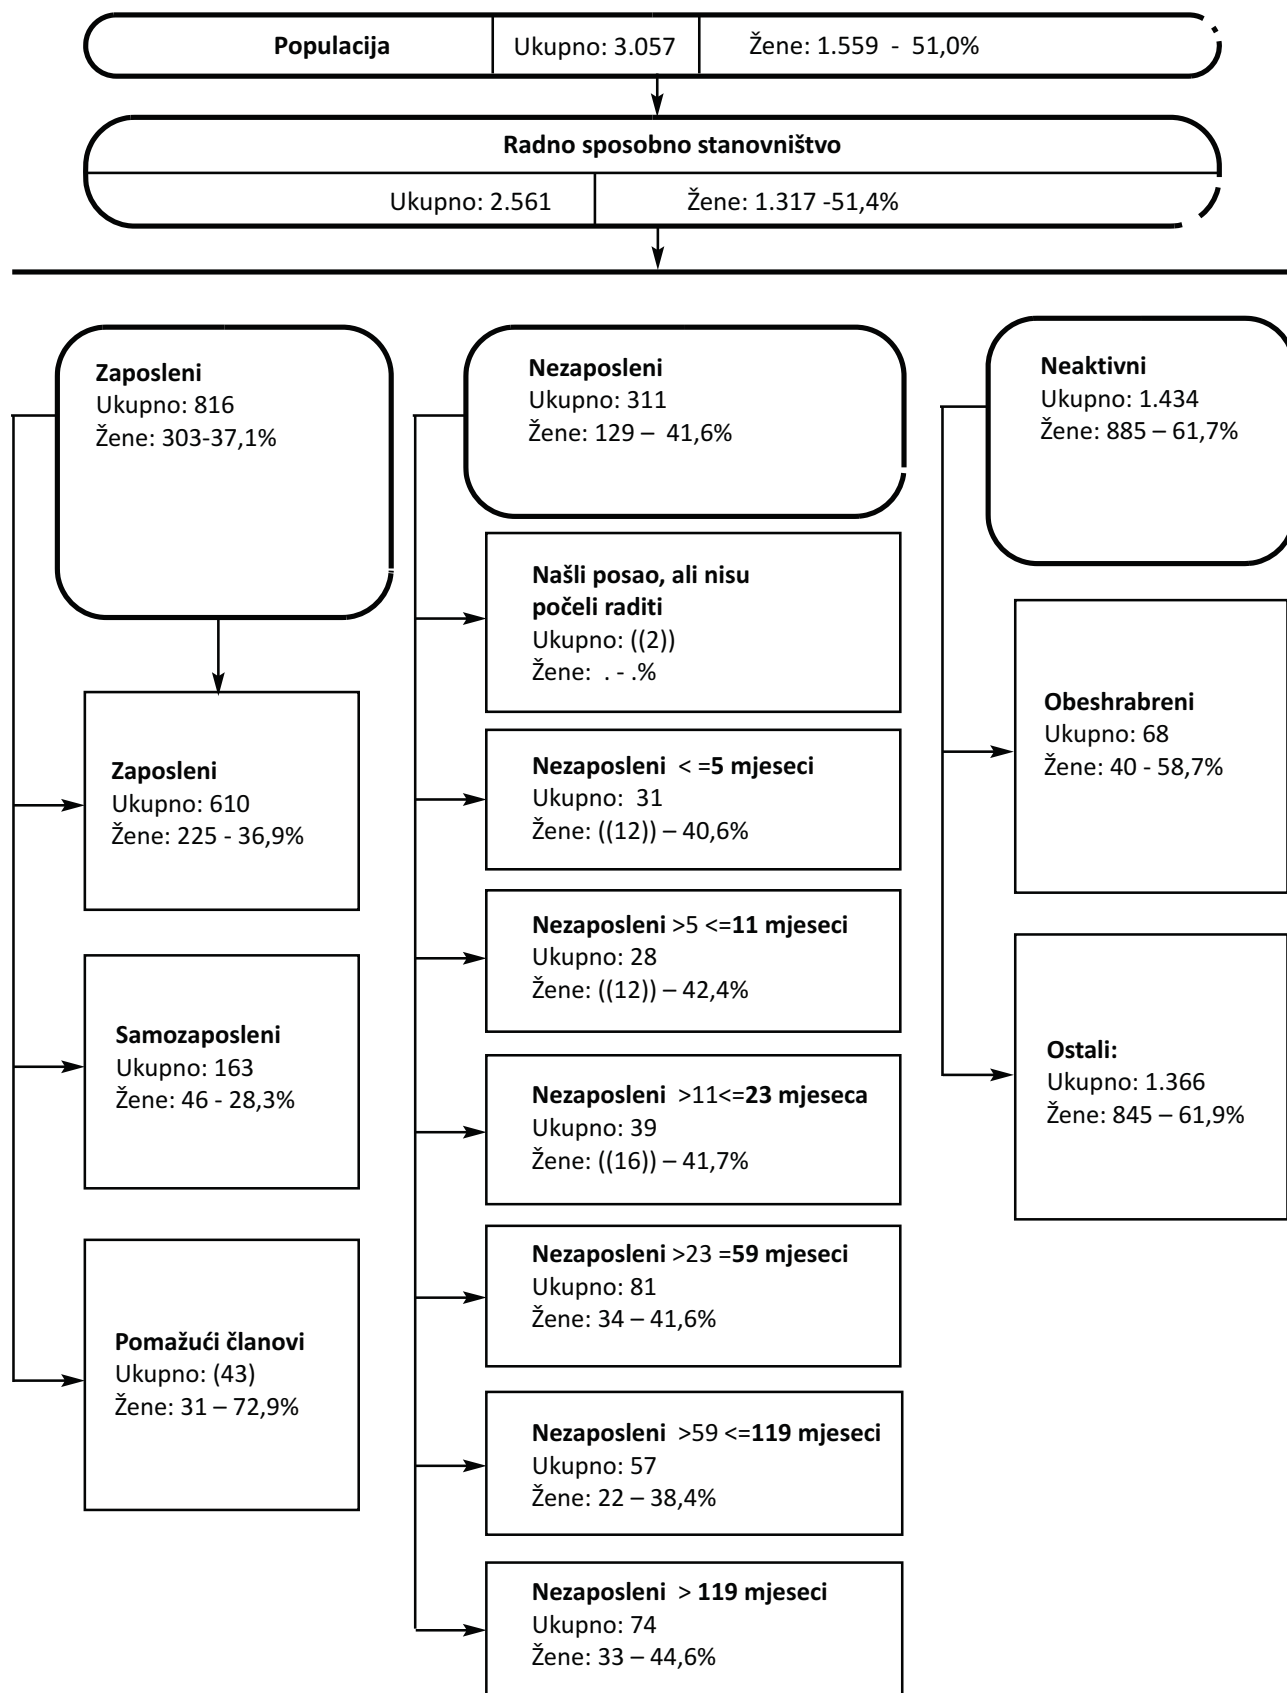 Populacija Ukupno: 3.057 Žene: 1.559 - 51,0%
Radno sposobno stanovništvo
Ukupno: 2.561 Žene: 1.317 -51,4%
Zaposleni
Ukupno: 816
Žene: 303-37,1%
Zaposleni
Ukupno: 610
Žene: 225 - 36,9%
Samozaposleni
Ukupno: 163
Žene: 46 - 28,3%
Pomažući članovi
Ukupno: (43)
Žene: 31 – 72,9%
Nezaposleni
Ukupno: 311
Žene: 129 – 41,6%
Našli posao, ali nisu
počeli raditi
Ukupno: ((2))
Žene: . - .%
Nezaposleni < =5 mjeseci
Ukupno: 31
Žene: ((12)) – 40,6%
Nezaposleni >5 <=11 mjeseci
Ukupno: 28
Žene: ((12)) – 42,4%
Nezaposleni >11<=23 mjeseca
Ukupno: 39
Žene: ((16)) – 41,7%
Nezaposleni >23 =59 mjeseci
Ukupno: 81
Žene: 34 – 41,6%
Nezaposleni >59 <=119 mjeseci
Ukupno: 57
Žene: 22 – 38,4%
Nezaposleni > 119 mjeseci
Ukupno: 74
Žene: 33 – 44,6%
Neaktivni
Ukupno: 1.434
Žene: 885 – 61,7%
Obeshrabreni
Ukupno: 68
Žene: 40 - 58,7%
Ostali:
Ukupno: 1.366
Žene: 845 – 61,9%